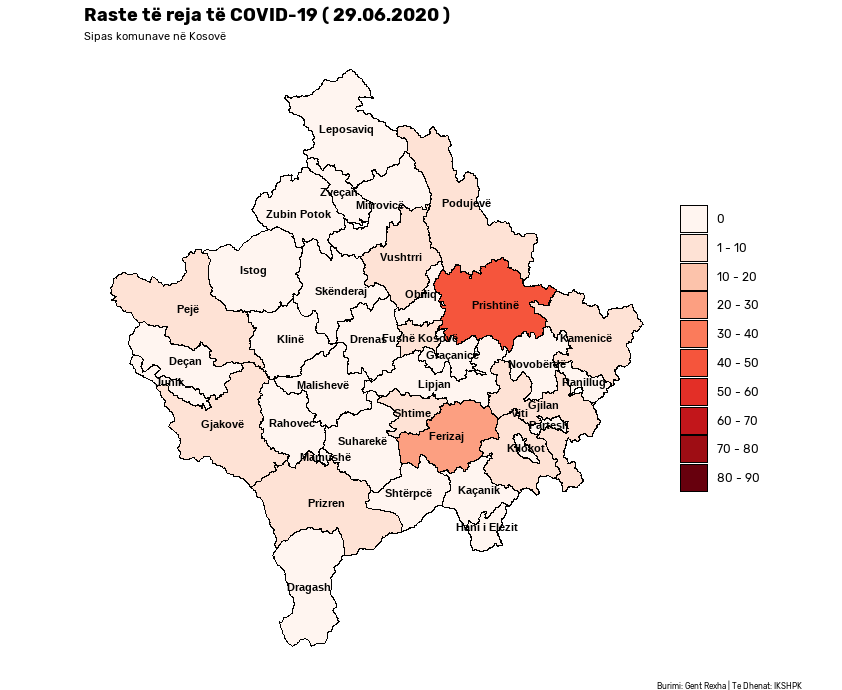 Raste të reja të COVID-19 ( 29.06.2020 )
Sipas komunave në Kosovë
Leposaviq
Zveçan
Mitrovicë
Podujevë
Zubin Potok
Vushtrri
Istog
Skënderaj
Obiliq
Prishtinë
Pejë
Klinë
Drenas
Fushë Kosovë
Kamenicë
Graçanicë
Deçan
Novobërdë
Junik
Malishevë
Lipjan
Ranillug
Gjakovë
Rahovec
Shtime
Viti
Gjilan
Partesh
Suharekë
Ferizaj
Mamushë
Kllokot
Prizren
Shtërpcë
Kaçanik
Hani i Elezit
Dragash
0
1 - 10
10 - 20
20 - 30
30 - 40
40 - 50
50 - 60
60 - 70
70 - 80
80 - 90
Burimi: Gent Rexha | Te Dhenat: IKSHPK